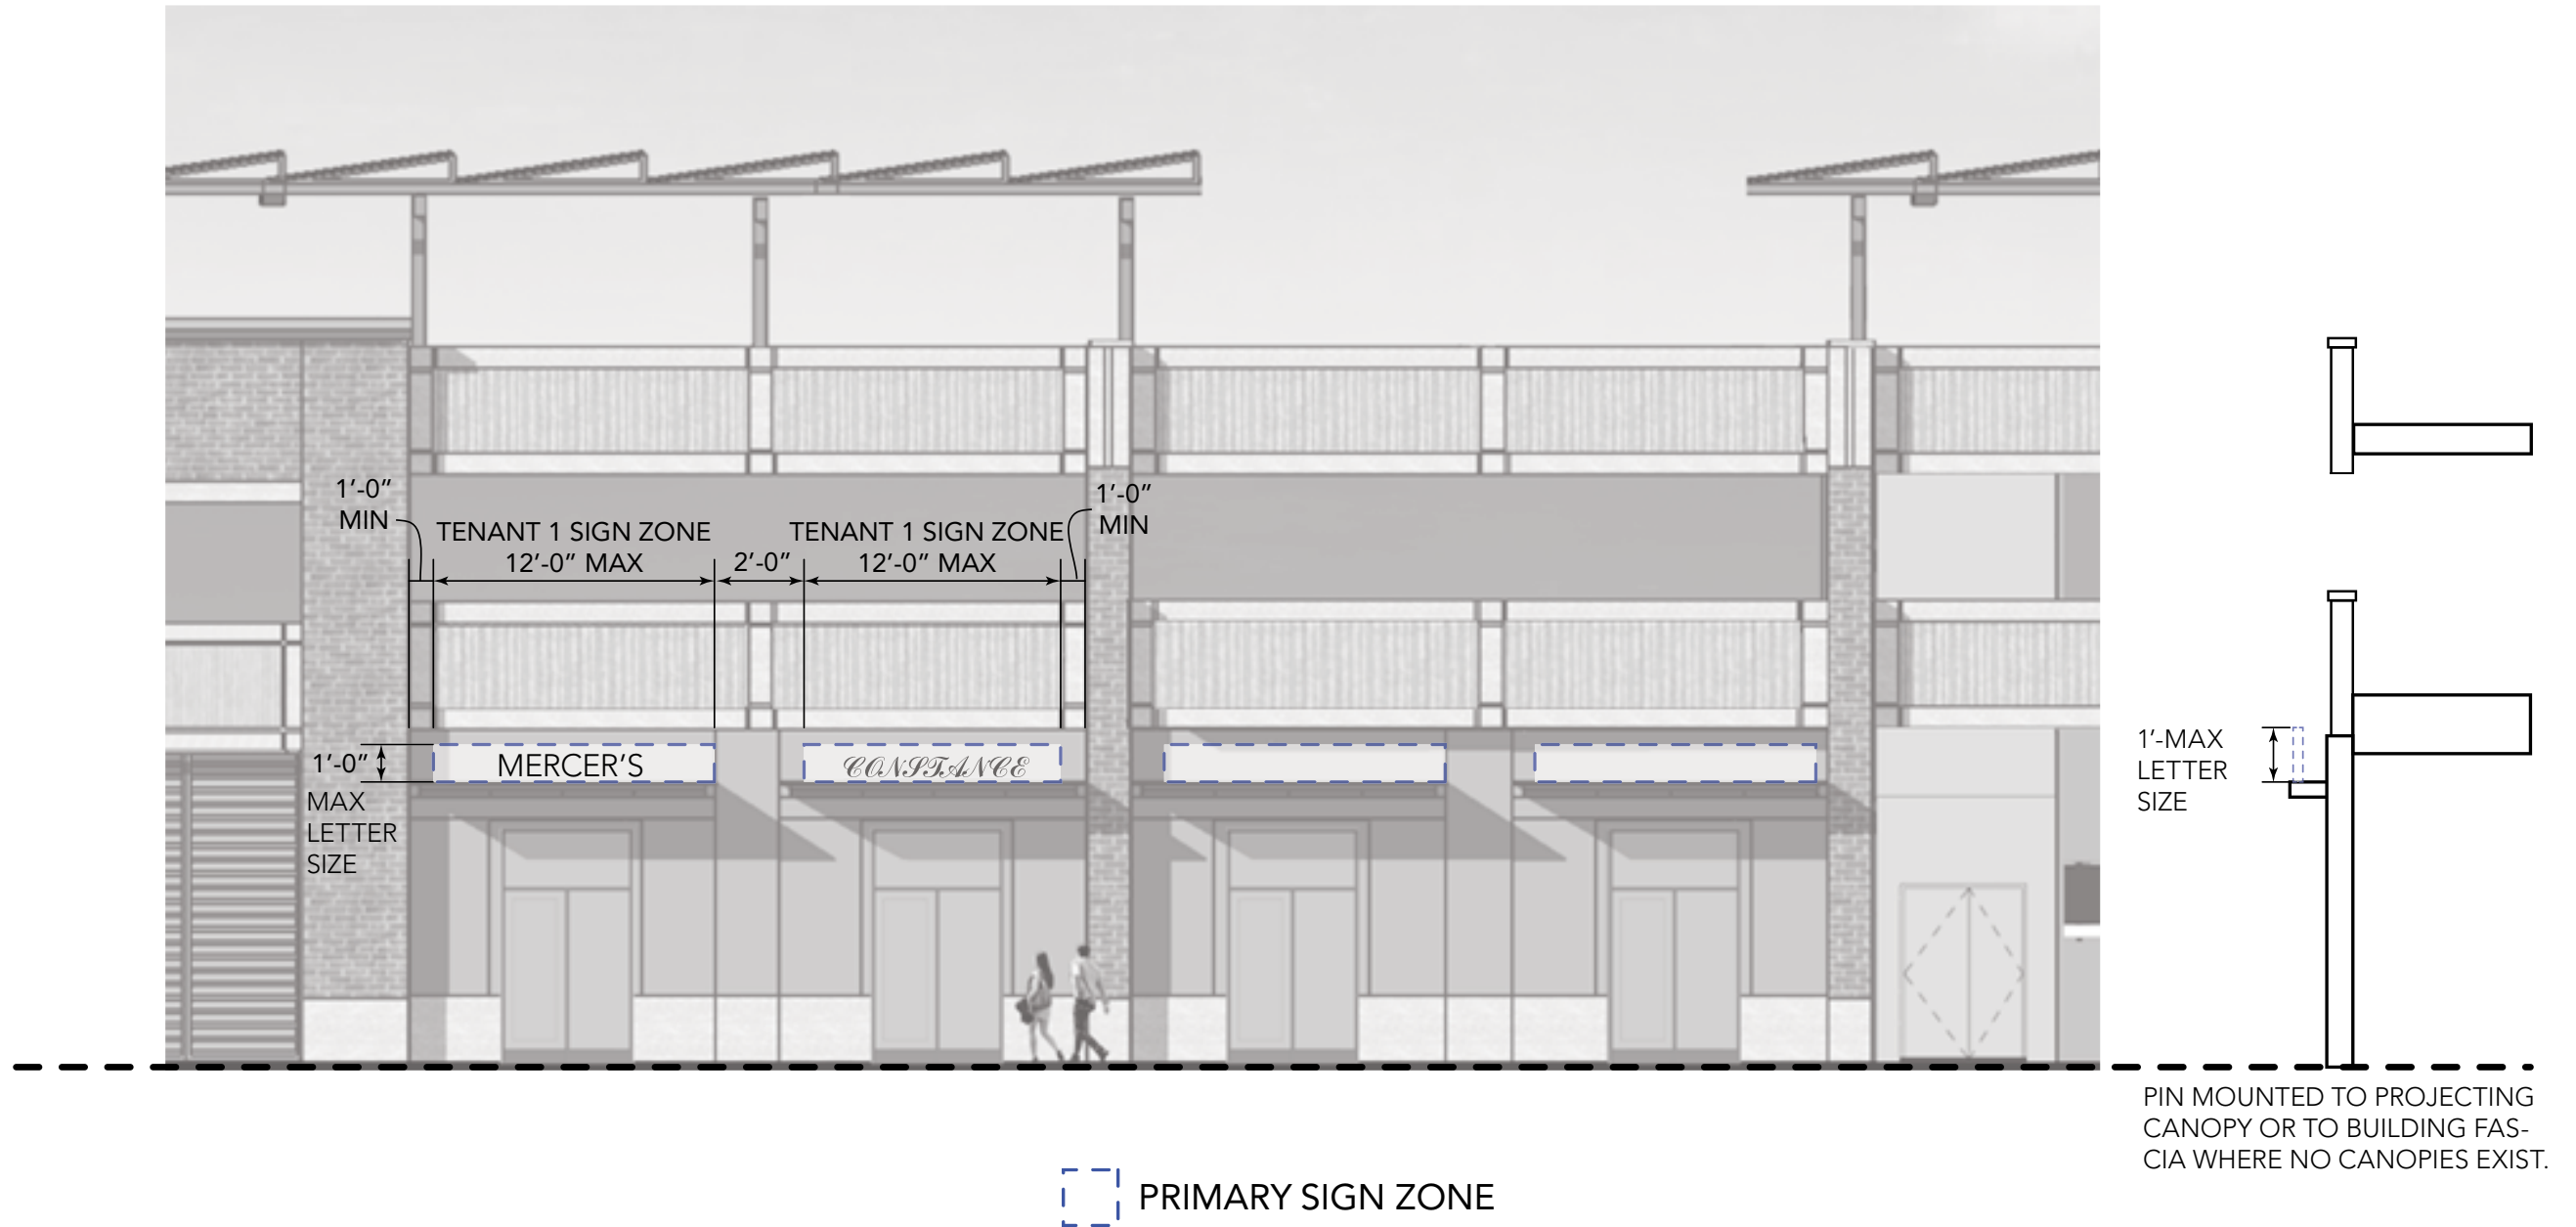 1’-0”
MIN
TENANT 1 SIGN ZONE
12’-0” MAX
2’-0”
TENANT 1 SIGN ZONE
12’-0” MAX
1’-0”
MIN
1’-0”
MAX
LETTER
SIZE
MERCER’S
CONSTANCE
1’-MAX
LETTER
SIZE
PIN MOUNTED TO PROJECTING
CANOPY OR TO BUILDING FAS-
CIA WHERE NO CANOPIES EXIST.
PRIMARY SIGN ZONE